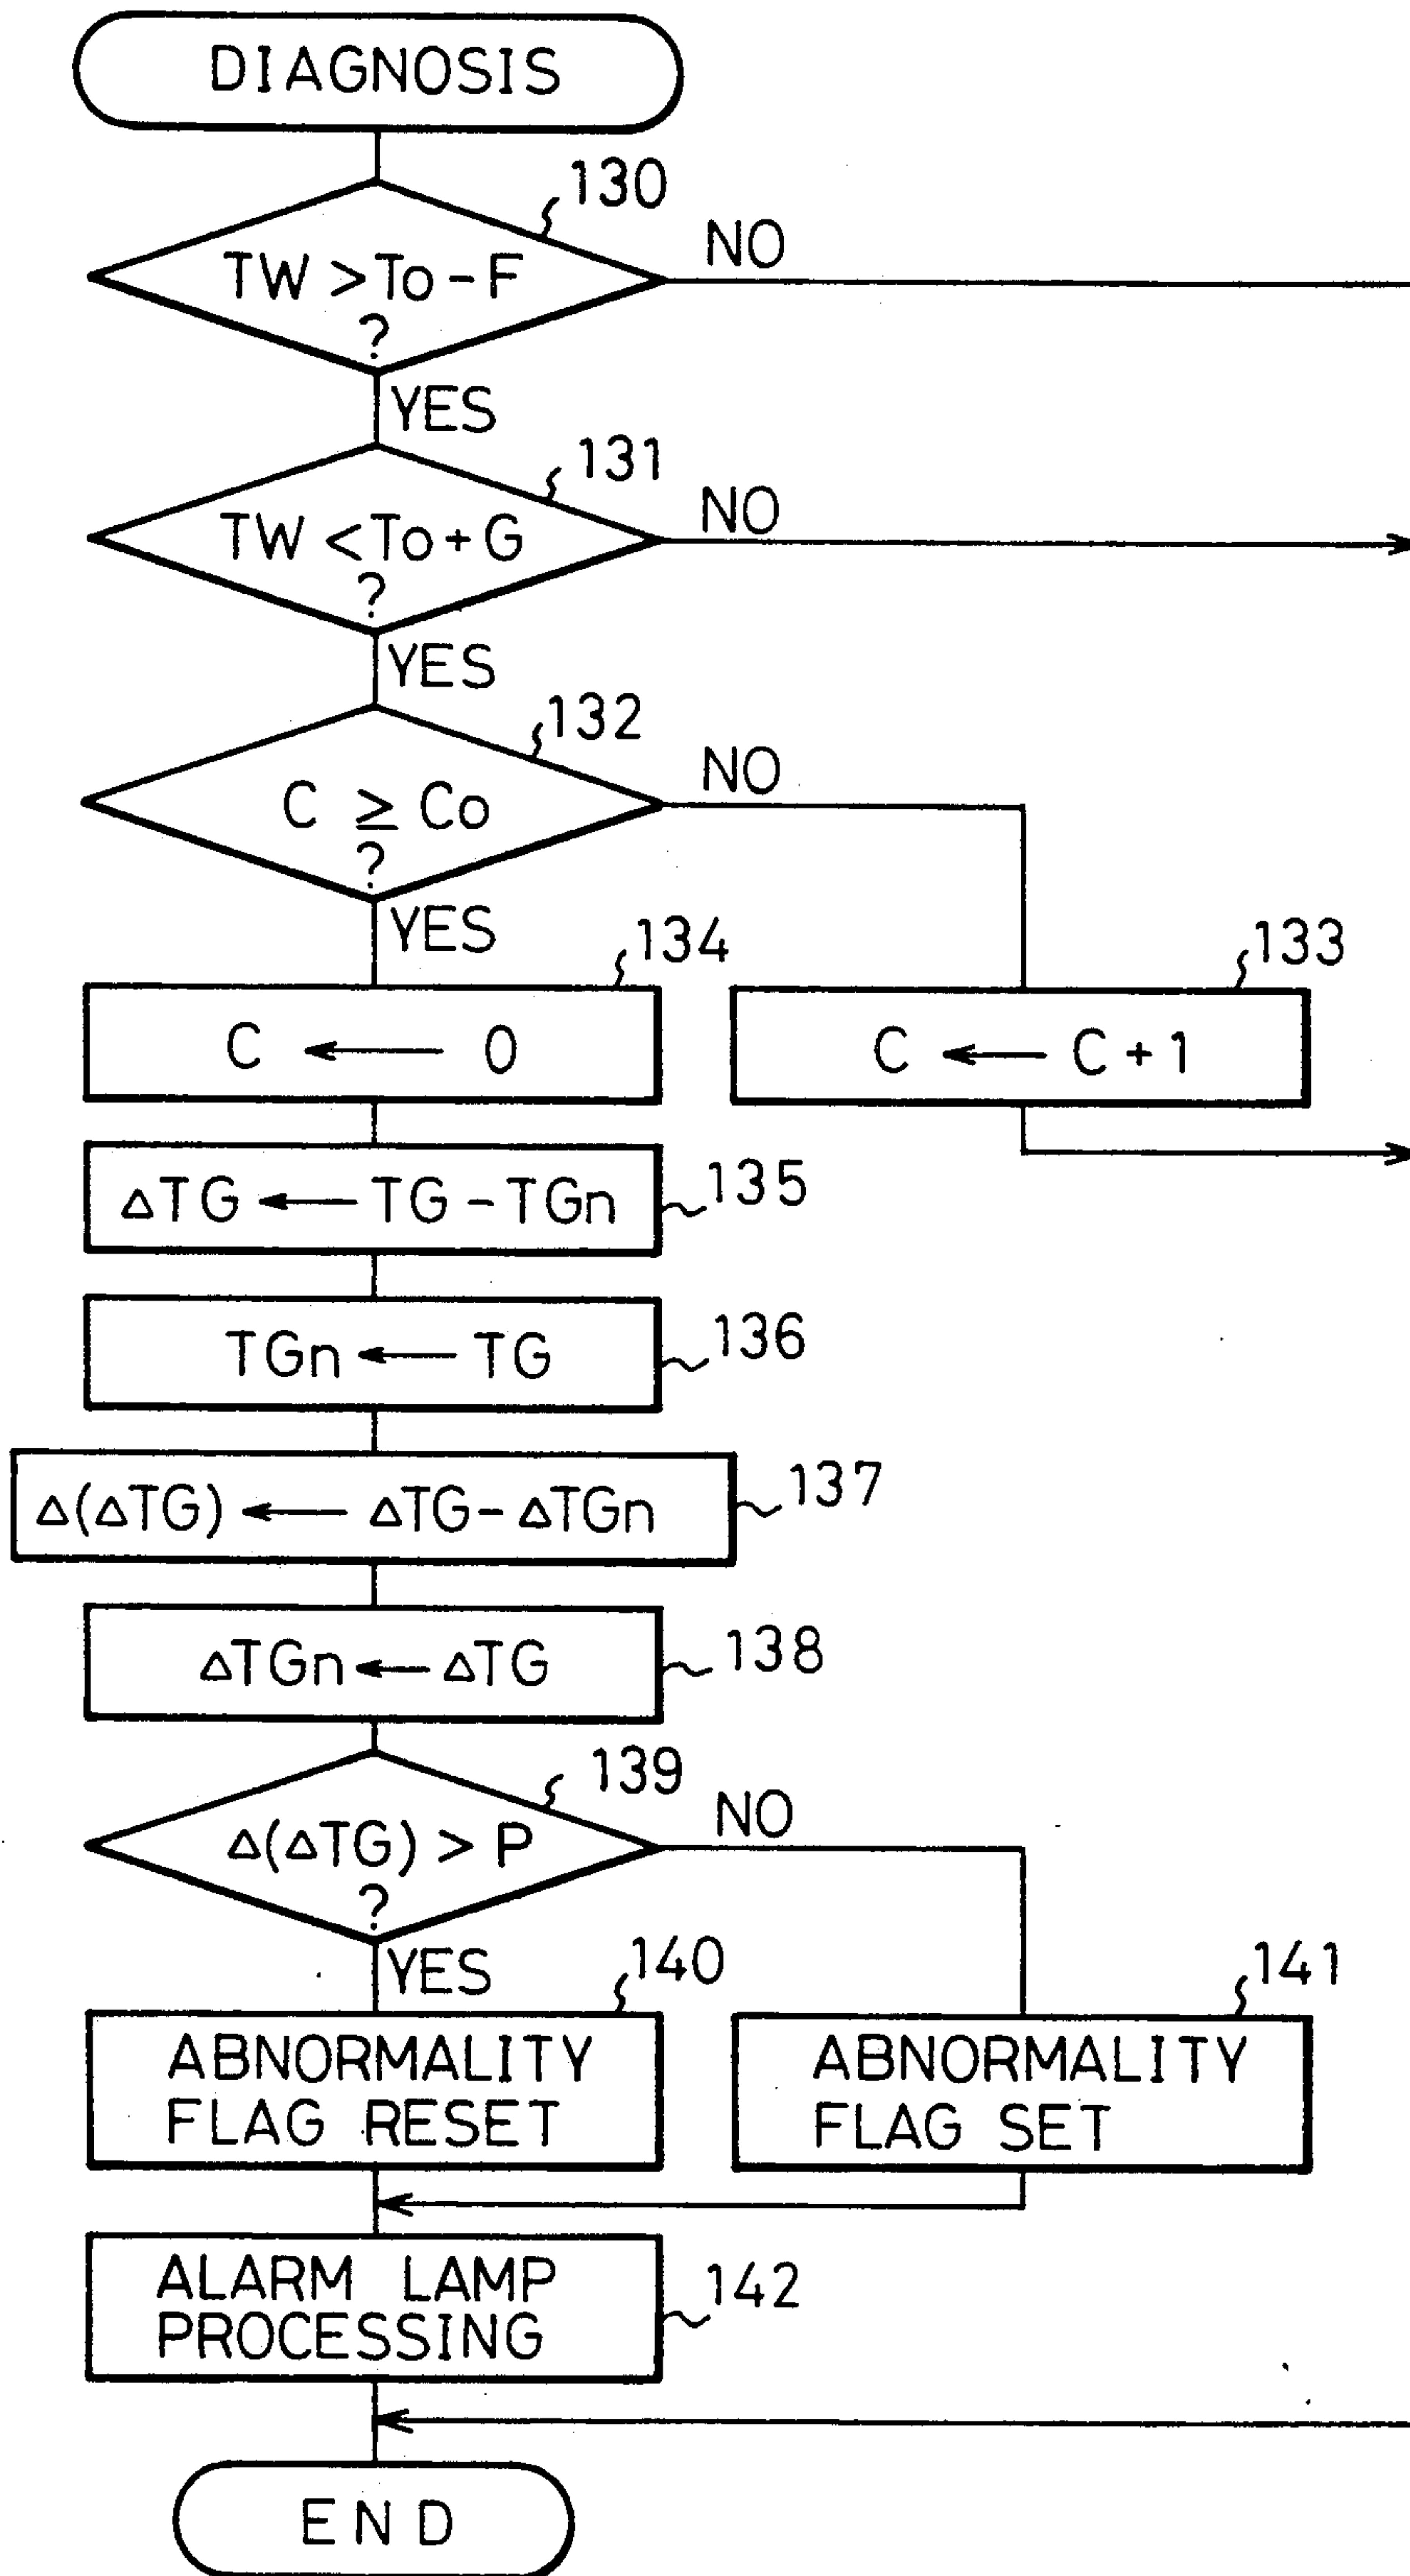 DIAGNOSIS
130
TW > To - F
?
NO
YES
131
TW < To + G
?
NO
YES
132
C ≥ Co
?
NO
YES
134
C ← 0
133
C ← C + 1
ΔTG ← TG - TGn
135
TGn ← TG
136
Δ(ΔTG) ← ΔTG - ΔTGn
137
ΔTGn ← ΔTG
138
139
Δ(ΔTG) > P
?
NO
YES
140
ABNORMALITY
FLAG RESET
141
ABNORMALITY
FLAG SET
ALARM LAMP
PROCESSING
142
END